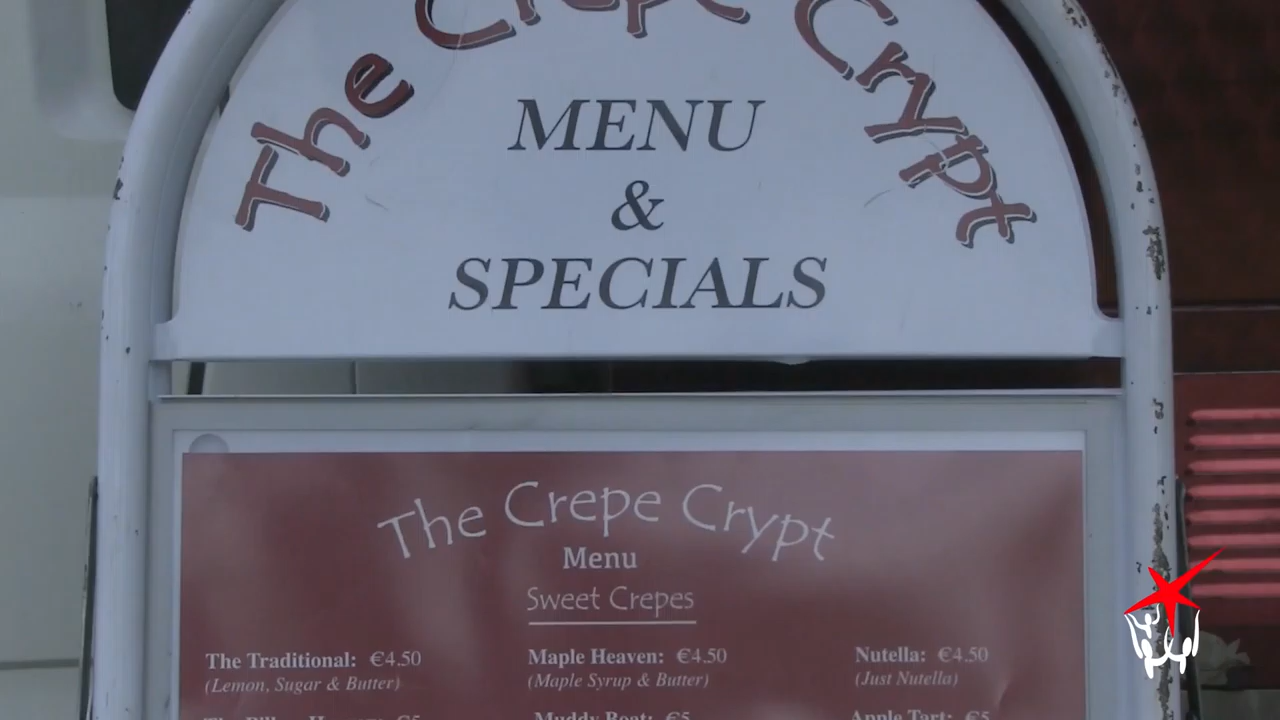 The Crepe Crypt
MENU
&
SPECIALS
The Crepe Crypt
Menu
Sweet Crepes
The Traditional: €4.50
(Lemon, Sugar & Butter)
Maple Heaven: €4.50
(Maple Syrup & Butter)
Nutella: €4.50
(Just Nutella)
Muddy Boat: €5
Apple Tart: €5